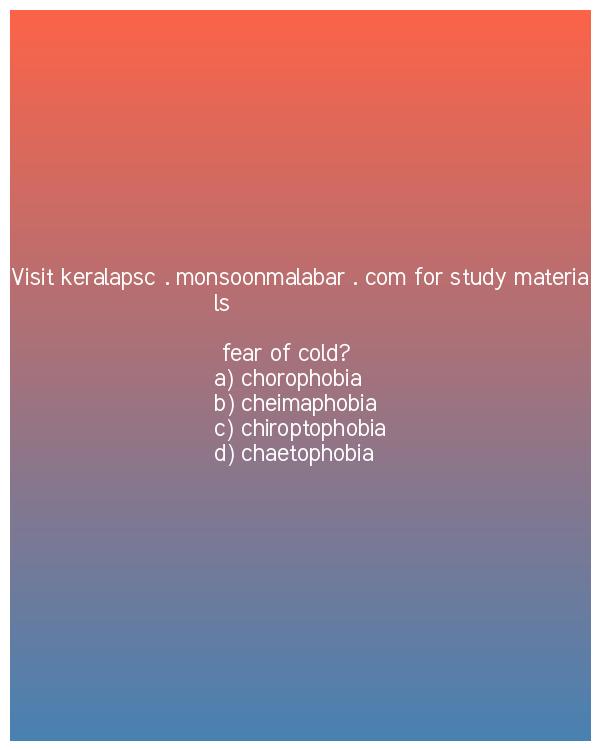 Visit keralapsc . monsoonmalabar . com for study materia
ls
fear of cold?
a) chorophobia
b) cheimaphobia
c) chiroptophobia
d) chaetophobia